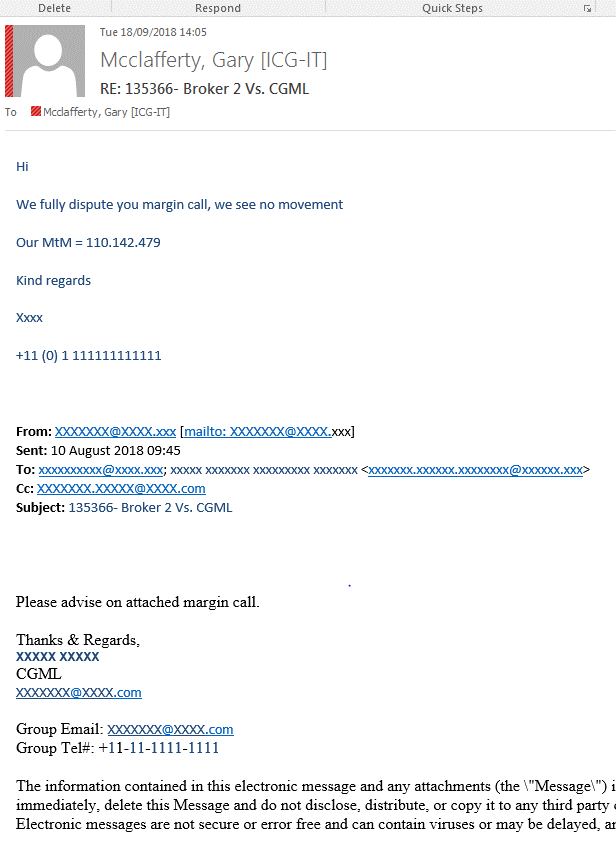 Delete Respond Quick Steps
Tue 18/09/2018 14:05
Mcclafferty, Gary [ICG-IT]
RE: 135366- Broker 2 Vs. CGML
To Mcclafferty, Gary [ICG-IT]
Hi
We fully dispute you margin call, we see no movement
Our MtM = 110.142.479
Kind regards
Xxxx
+11 (0) 1 111111111111
From: XXXXXXX@XXXX.xxx [mailto: XXXXXXX@XXXX.xxx]
Sent: 10 August 2018 09:45
To: xxxxxxxxxx@xxxx.xxx; xxxxx xxxxxxx xxxxxxxxx xxxxxxx <xxxxxxx.xxxxxx.xxxxxxxx@xxxxxx.xxx>
Cc: XXXXXXX.XXXXX@XXXX.com
Subject: 135366- Broker 2 Vs. CGML
.
Please advise on attached margin call.
Thanks & Regards,
XXXXX XXXXX
CGML
XXXXXXX@XXXX.com
Group Email: XXXXXXX@XXXX.com
Group Tel#: +11-11-1111-1111
The information contained in this electronic message and any attachments (the \"Message\") i
immediately, delete this Message and do not disclose, distribute, or copy it to any third party
Electronic messages are not secure or error free and can contain viruses or may be delayed, a